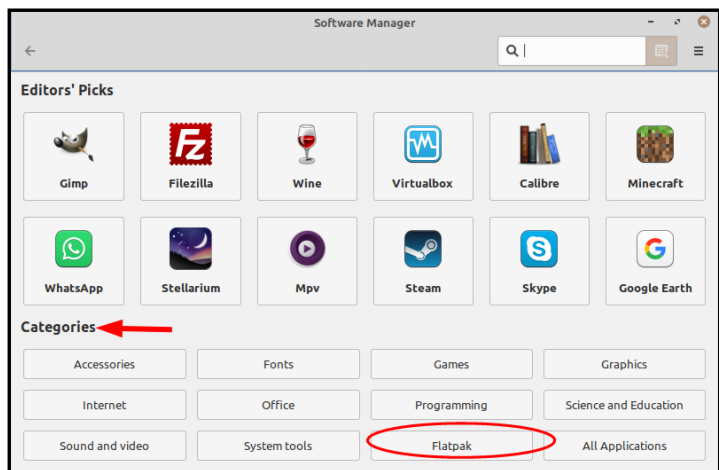 Software Manager
Editors' Picks
Gimp Filezilla Wine Virtualbox Calibre Minecraft
WhatsApp Stellarium Mpv Steam Skype Google Earth
Categories
Accessories Fonts Games Graphics
Internet Office Programming Science and Education
Sound and video System tools Flatpak All Applications